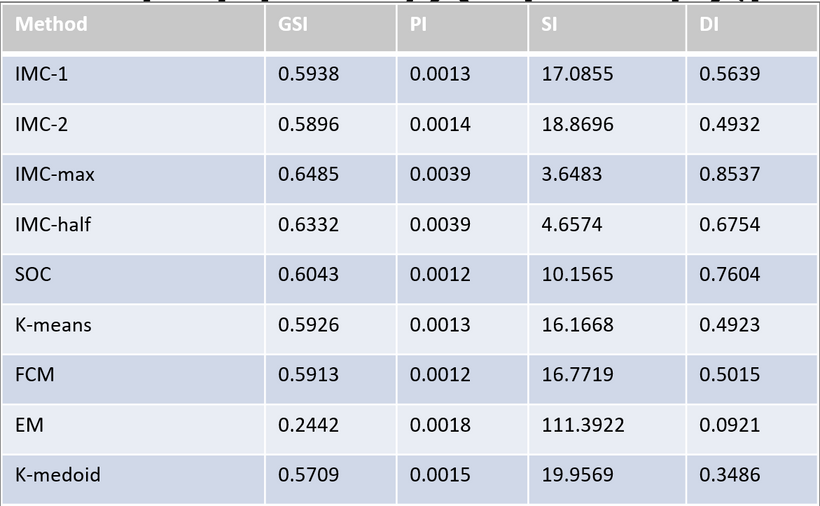 Method GSI PI SI DI
IMC-1 0.5938 0.0013 17.0855 0.5639
IMC-2 0.5896 0.0014 18.8696 0.4932
IMC-max 0.6485 0.0039 3.6483 0.8537
IMC-half 0.6332 0.0039 4.6574 0.6754
SOC 0.6043 0.0012 10.1565 0.7604
K-means 0.5926 0.0013 16.1668 0.4923
FCM 0.5913 0.0012 16.7719 0.5015
EM 0.2442 0.0018 111.3922 0.0921
K-medoid 0.5709 0.0015 19.9569 0.3486